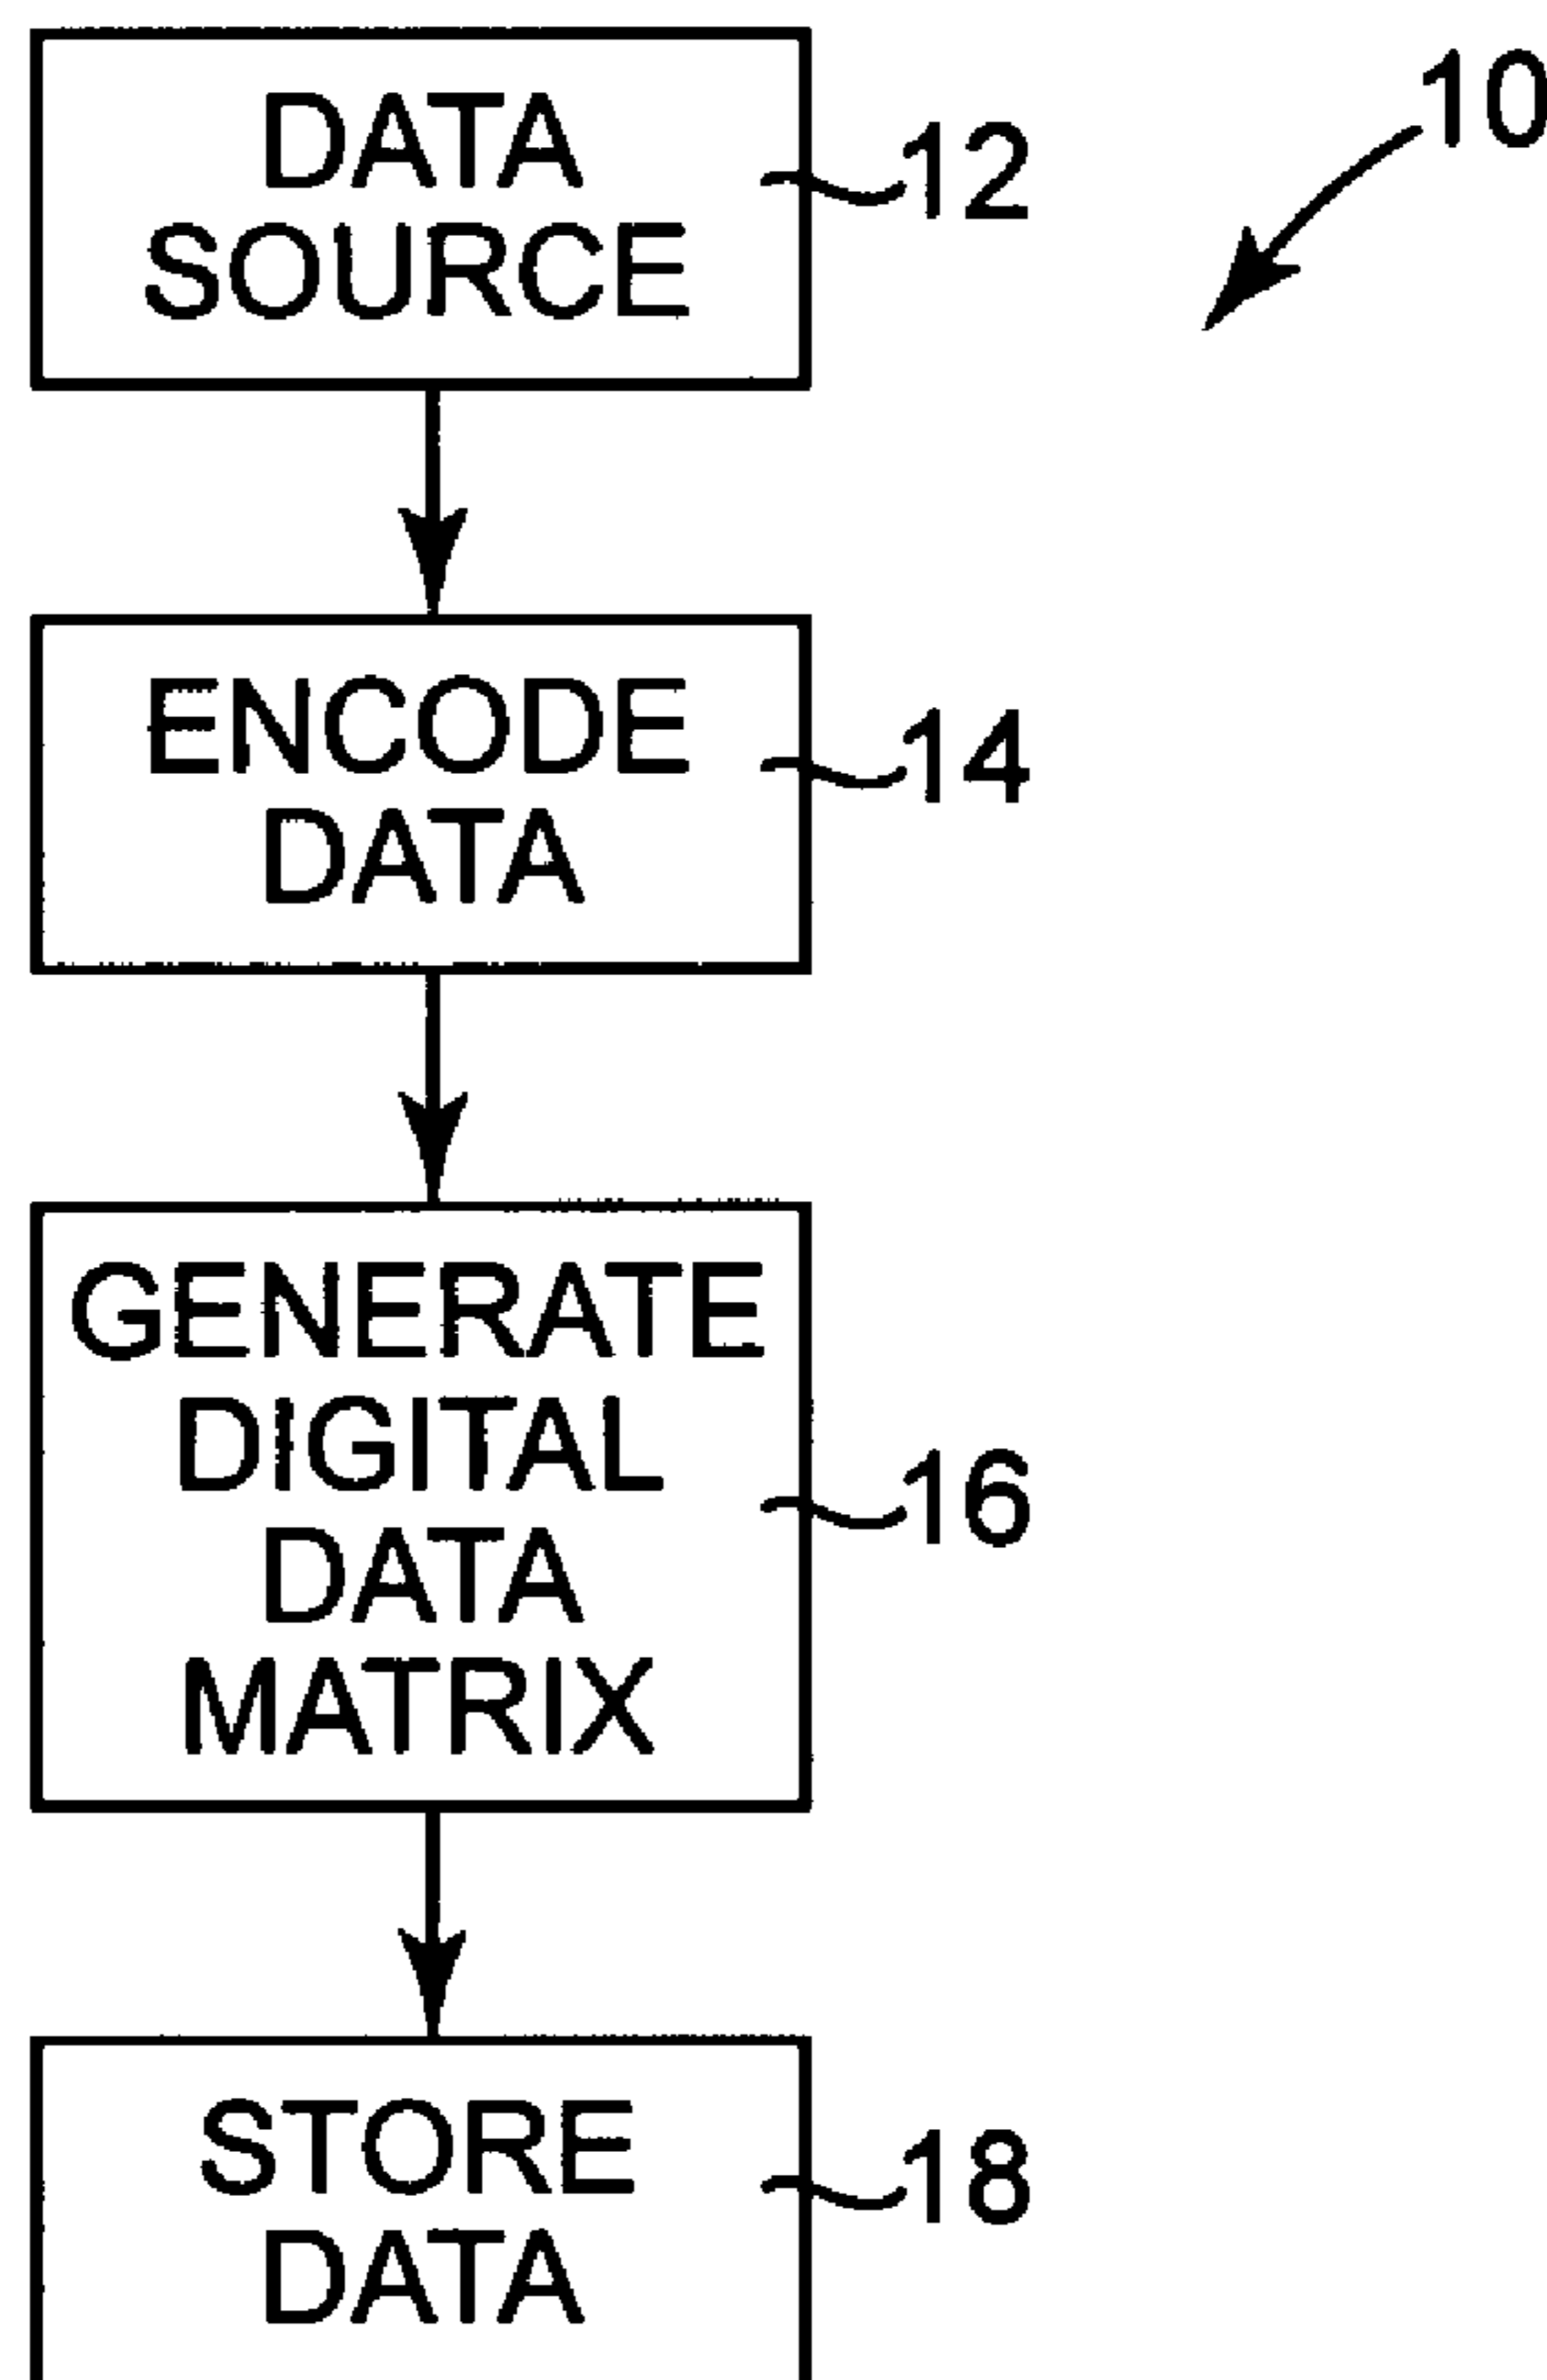 10
DATA
SOURCE
12
ENCODE
DATA
14
GENERATE
DIGITAL
DATA
MATRIX
16
STORE
DATA
18